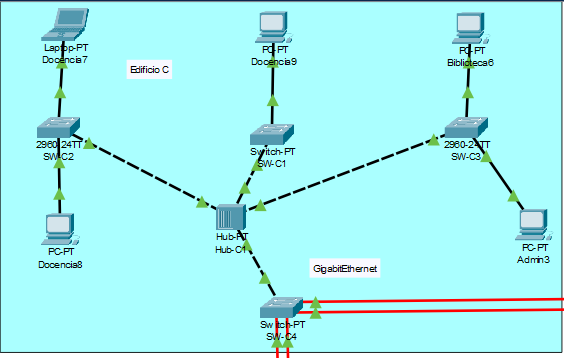 Laptop-PT
Docencia7
Edificio C
PC-PT
Docencia9
PC-PT
Biblioteca6
2960-24TT
SW-C2
Switch-PT
SW-C1
2960-24TT
SW-C3
PC-PT
Docencia8
Hub-PT
Hub-C1
PC-PT
Admin3
GigabitEthernet
Switch-PT
SW-C4